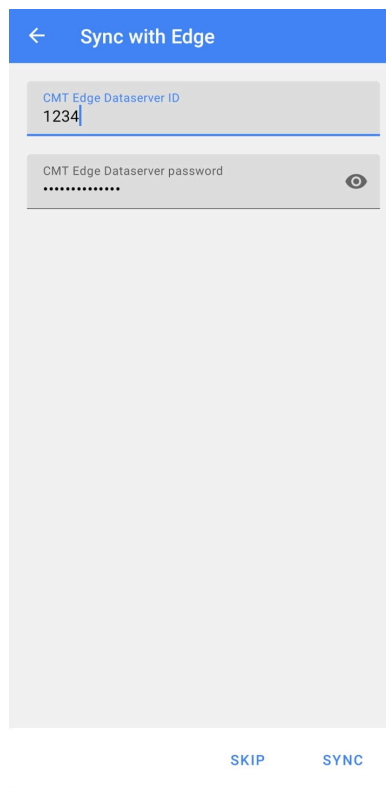 Sync with Edge
CMT Edge Dataserver ID
1234
CMT Edge Dataserver password
••••••••••••••
SKIP SYNC